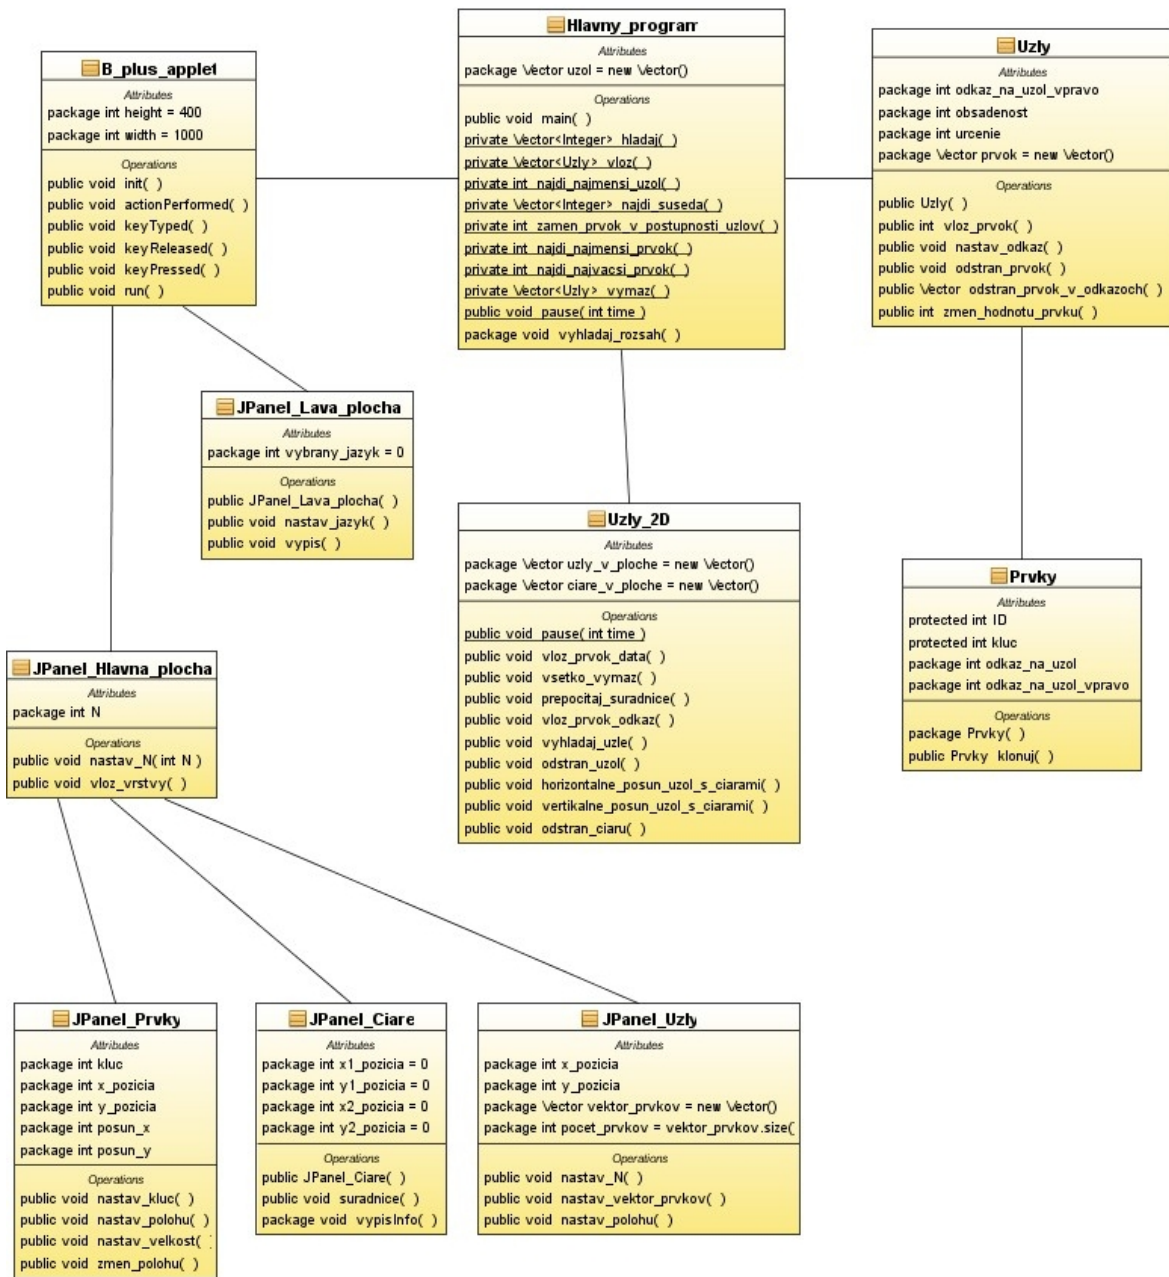 Hlavny_program
Attributes
package Vector uzol = new Vector()
Operations
public void main( )
private Vector<Integer> hladaj( )
private Vector<Uzly> vloz( )
private int najdi_najmensi_uzol( )
private Vector<Integer> najdi_suseda( )
private int zamen_prvok_v_postupnosti_uzlov( )
private int najdi_najmensi_prvok( )
private int najdi_najvacsi_prvok( )
private Vector<Uzly> vymaz( )
public void pause( int time )
package void vyhladaj_rozsah( )
B_plus_applet
Attributes
package int height = 400
package int width = 1000
Operations
public void init( )
public void actionPerformed( )
public void keyTyped( )
public void keyReleased( )
public void keyPressed( )
public void run( )
Uzly
Attributes
package int odkaz_na_uzol_vpravo
package int obsadenost
package int urcenie
package Vector prvok = new Vector()
Operations
public Uzly( )
public int vloz_prvok( )
public void nastav_odkaz( )
public void odstran_prvok( )
public Vector odstran_prvok_v_odkazoch( )
public int zmen_hodnotu_prvku( )
JPanel_Lava_plocha
Attributes
package int vybrany_jazyk = 0
Operations
public JPanel_Lava_plocha( )
public void nastav_jazyk( )
public void vypis( )
Uzly_2D
Attributes
package Vector uzly_v_ploche = new Vector()
package Vector ciare_v_ploche = new Vector()
Operations
public void pause( int time )
public void vloz_prvok_data( )
public void vsetko_vymaz( )
public void prepocitaj_suradnice( )
public void vloz_prvok_odkaz( )
public void vyhladaj_uzle( )
public void odstran_uzol( )
public void horizontalne_posun_uzol_s_ciarami( )
public void vertikalne_posun_uzol_s_ciarami( )
public void odstran_ciaru( )
Prvky
Attributes
protected int ID
protected int kluc
package int odkaz_na_uzol
package int odkaz_na_uzol_vpravo
Operations
package Prvky( )
public Prvky klonuj( )
JPanel_Hlavna_plocha
Attributes
package int N
Operations
public void nastav_N( int N )
public void vloz_vrstvy( )
JPanel_Prvky
Attributes
package int kluc
package int x_pozicia
package int y_pozicia
package int posun_x
package int posun_y
Operations
public void nastav_kluc( )
public void nastav_polohu( )
public void nastav_velkost(
public void zmen_polohu( )
JPanel_Ciare
Attributes
package int x1_pozicia = 0
package int y1_pozicia = 0
package int x2_pozicia = 0
package int y2_pozicia = 0
Operations
public JPanel_Ciare( )
public void suradnice( )
package void vypisInfo( )
JPanel_Uzly
Attributes
package int x_pozicia
package int y_pozicia
package Vector vektor_prvkov = new Vector()
package int pocet_prvkov = vektor_prvkov.size(
Operations
public void nastav_N( )
public void nastav_vektor_prvkov( )
public void nastav_polohu( )